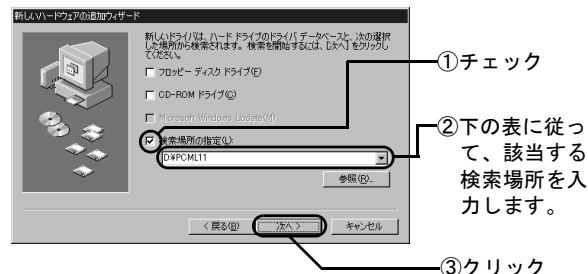 新しいハードウェアの追加ウィザード
新しいドライバは、ハード ドライブのドライバ データベースと、次の選択
した場所から検索されます。検索を開始するには、[次へ] をクリックし
てください。
フロッピー ディスク ドライブ(F)
CD-ROM ドライブ(C)
Microsoft Windows Update(M)
検索場所の指定(L):
D:¥PCML11
参照(R)...
< 戻る(B)
次へ >
キャンセル
①チェック
②下の表に従っ
て、該当する
検索場所を入
力します。
③クリック